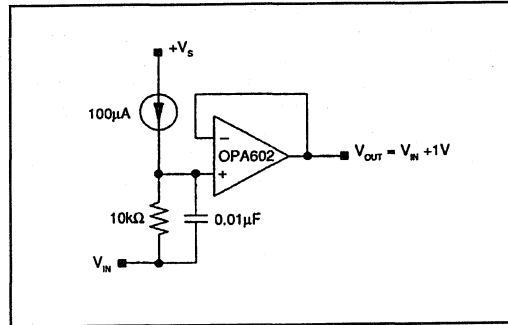 +Vs
100µA
−
OPA602
+
VOUT = VIN +1V
10kΩ
0.01µF
VIN